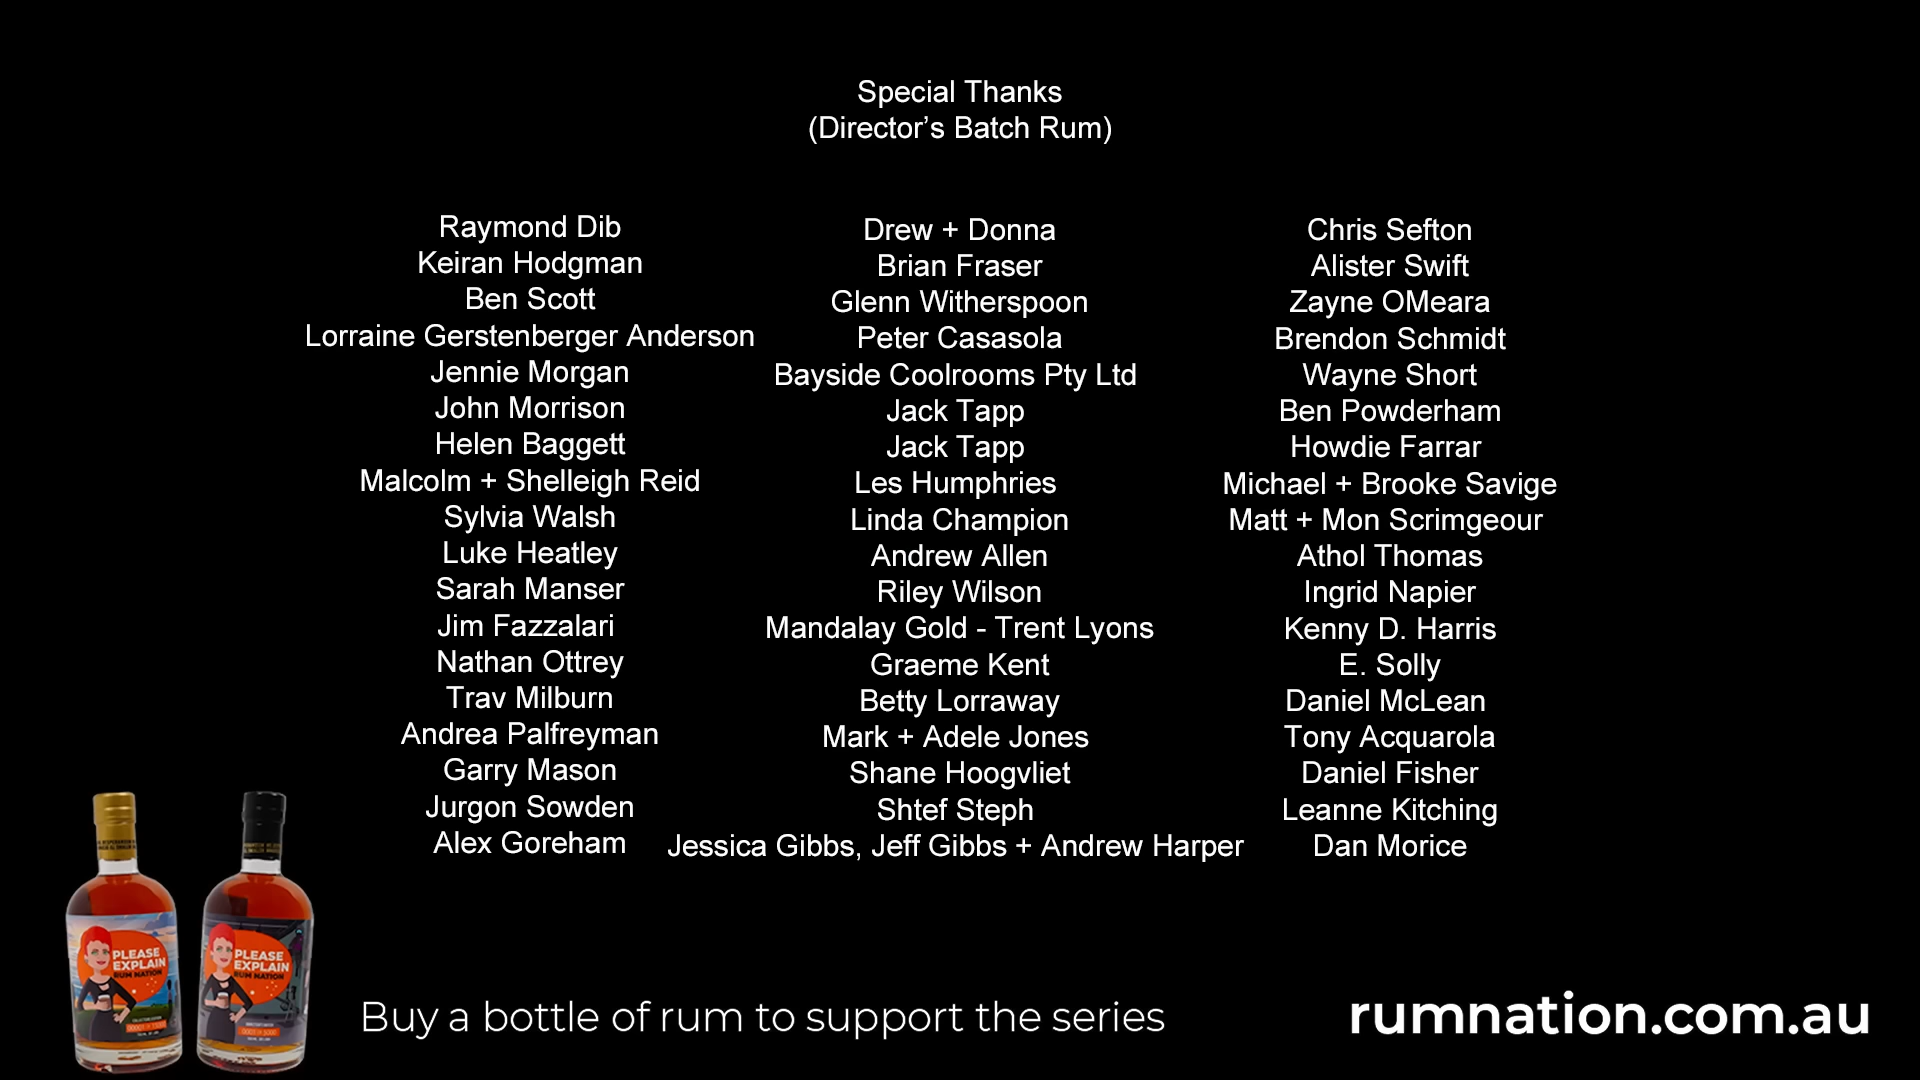 Special Thanks
(Director’s Batch Rum)
Raymond Dib
Keiran Hodgman
Ben Scott
Lorraine Gerstenberger Anderson
Jennie Morgan
John Morrison
Helen Baggett
Malcolm + Shelleigh Reid
Sylvia Walsh
Luke Heatley
Sarah Manser
Jim Fazzalari
Nathan Ottrey
Trav Milburn
Andrea Palfreyman
Garry Mason
Jurgon Sowden
Alex Goreham
Drew + Donna
Brian Fraser
Glenn Witherspoon
Peter Casasola
Bayside Coolrooms Pty Ltd
Jack Tapp
Jack Tapp
Les Humphries
Linda Champion
Andrew Allen
Riley Wilson
Mandalay Gold - Trent Lyons
Graeme Kent
Betty Lorraway
Mark + Adele Jones
Shane Hoogvliet
Shtef Steph
Jessica Gibbs, Jeff Gibbs + Andrew Harper
Chris Sefton
Alister Swift
Zayne OMeara
Brendon Schmidt
Wayne Short
Ben Powderham
Howdie Farrar
Michael + Brooke Savige
Matt + Mon Scrimgeour
Athol Thomas
Ingrid Napier
Kenny D. Harris
E. Solly
Daniel McLean
Tony Acquarola
Daniel Fisher
Leanne Kitching
Dan Morice
PLEASE
EXPLAIN
RUM NATION
PLEASE
EXPLAIN
RUM NATION
Buy a bottle of rum to support the series
rumnation.com.au